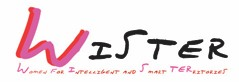 WISTER
WOMEN FOR INTELLIGENT AND SMART TERRITORIES